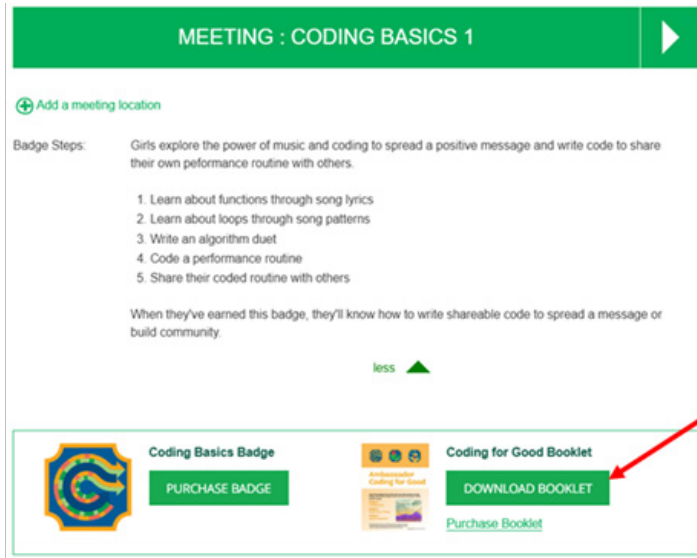 MEETING : CODING BASICS 1
Add a meeting location
Badge Steps:
Girls explore the power of music and coding to spread a positive message and write code to share
their own peformance routine with others.
1. Learn about functions through song lyrics
2. Learn about loops through song patterns
3. Write an algorithm duet
4. Code a performance routine
5. Share their coded routine with others
When they've earned this badge, they'll know how to write shareable code to spread a message or
build community.
less
Coding Basics Badge
PURCHASE BADGE
Ambassador
Coding for Good
Coding for Good Booklet
DOWNLOAD BOOKLET
Purchase Booklet